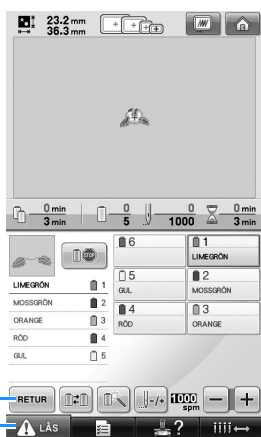 23.2 mm
36.3 mm
0 min
3 min
0
5
0
1000
0 min
3 min
STOP
LIMEGRÖN 1
MOSSGRÖN 2
ORANGE 3
RÖD 4
GUL 5
6
1
LIMEGRÖN
5
GUL
2
MOSSGRÖN
4
RÖD
3
ORANGE
RETUR
-/+
1000
spm
− +
LÅS
?